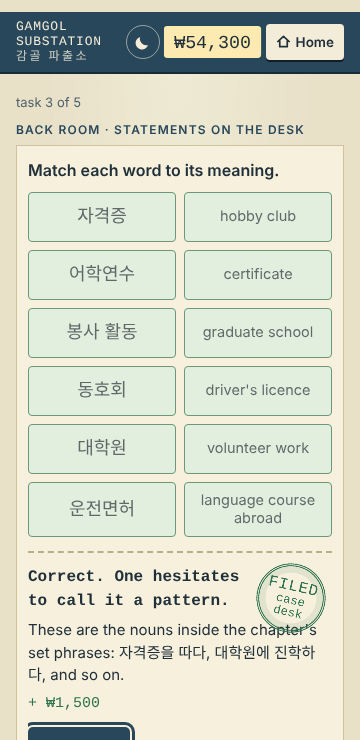 GAMGOL
SUBSTATION
감골 파출소
₩54,300
Home
task 3 of 5
BACK ROOM · STATEMENTS ON THE DESK
Match each word to its meaning.
자격증
hobby club
어학연수
certificate
봉사 활동
graduate school
동호회
driver's licence
대학원
volunteer work
운전면허
language course
abroad
Correct. One hesitates
to call it a pattern.
FILED
case
desk
These are the nouns inside the chapter's
set phrases: 자격증을 따다, 대학원에 진학하
다, and so on.
+ ₩1,500